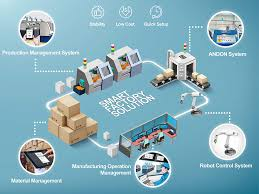 Stability
Low Cost
Quick Setup
Production Management System
ANDON System
SMART
FACTORY
SOLUTION
Material Management
Manufacturing Operation
Management
Robot Control System